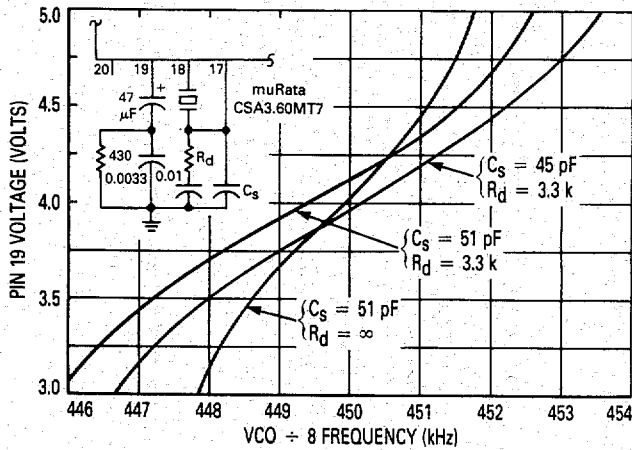 5.0
4.5
4.0
3.5
3.0
PIN 19 VOLTAGE (VOLTS)
20 19 18 17
47
μF
+
muRata
CSA3.60MT7
430
0.0033
0.01
Rd
Cs
Cs = 45 pF
Rd = 3.3 k
Cs = 51 pF
Rd = 3.3 k
Cs = 51 pF
Rd = ∞
446 447 448 449 450 451 452 453 454
VCO ÷ 8 FREQUENCY (kHz)